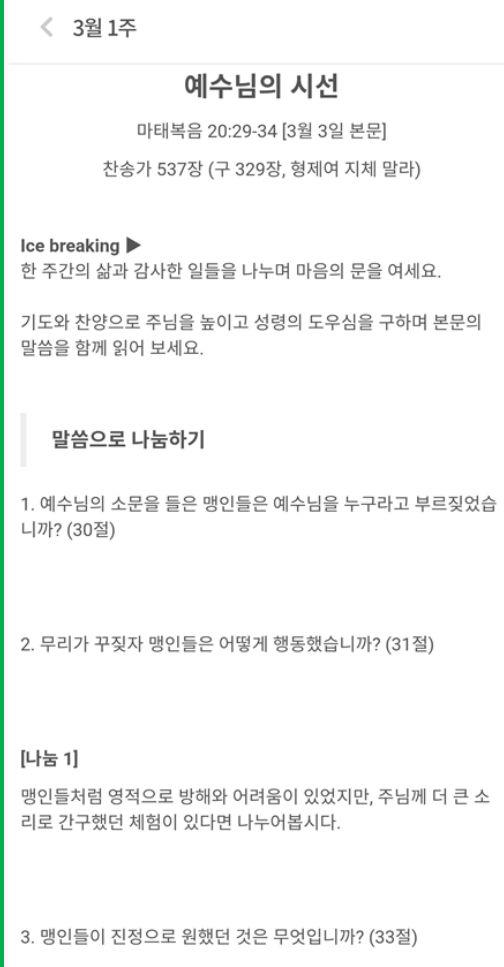 3월 1주
예수님의 시선
마태복음 20:29-34 [3월 3일 본문]
찬송가 537장 (구 329장, 형제여 지체 말라)
Ice breaking ▶
한 주간의 삶과 감사한 일들을 나누며 마음의 문을 여세요.
기도와 찬양으로 주님을 높이고 성령의 도우심을 구하며 본문의
말씀을 함께 읽어 보세요.
말씀으로 나눔하기
1. 예수님의 소문을 들은 맹인들은 예수님을 누구라고 부르짖었습
니까? (30절)
2. 무리가 꾸짖자 맹인들은 어떻게 행동했습니까? (31절)
[나눔 1]
맹인들처럼 영적으로 방해와 어려움이 있었지만, 주님께 더 큰 소
리로 간구했던 체험이 있다면 나누어봅시다.
3. 맹인들이 진정으로 원했던 것은 무엇입니까? (33절)